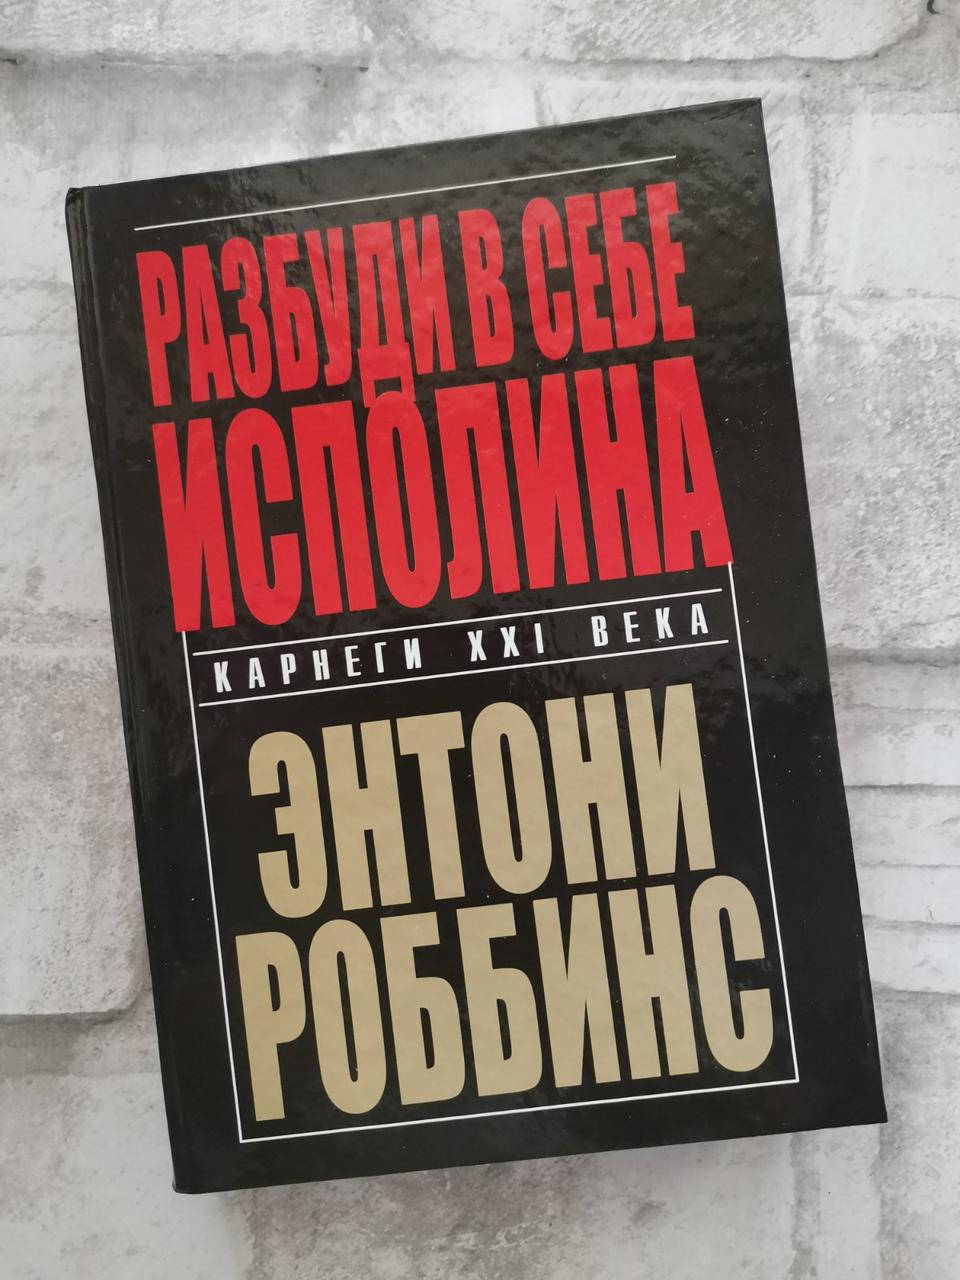 РАЗБУДИ В СЕБЕ
ИСПОЛИНА
КАРНЕГИ XXI ВЕКА
ЭНТОНИ
РОББИНС